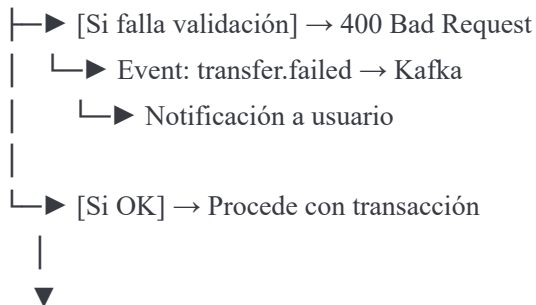 [Si falla validación] → 400 Bad Request
Event: transfer.failed → Kafka
Notificación a usuario
[Si OK] → Procede con transacción